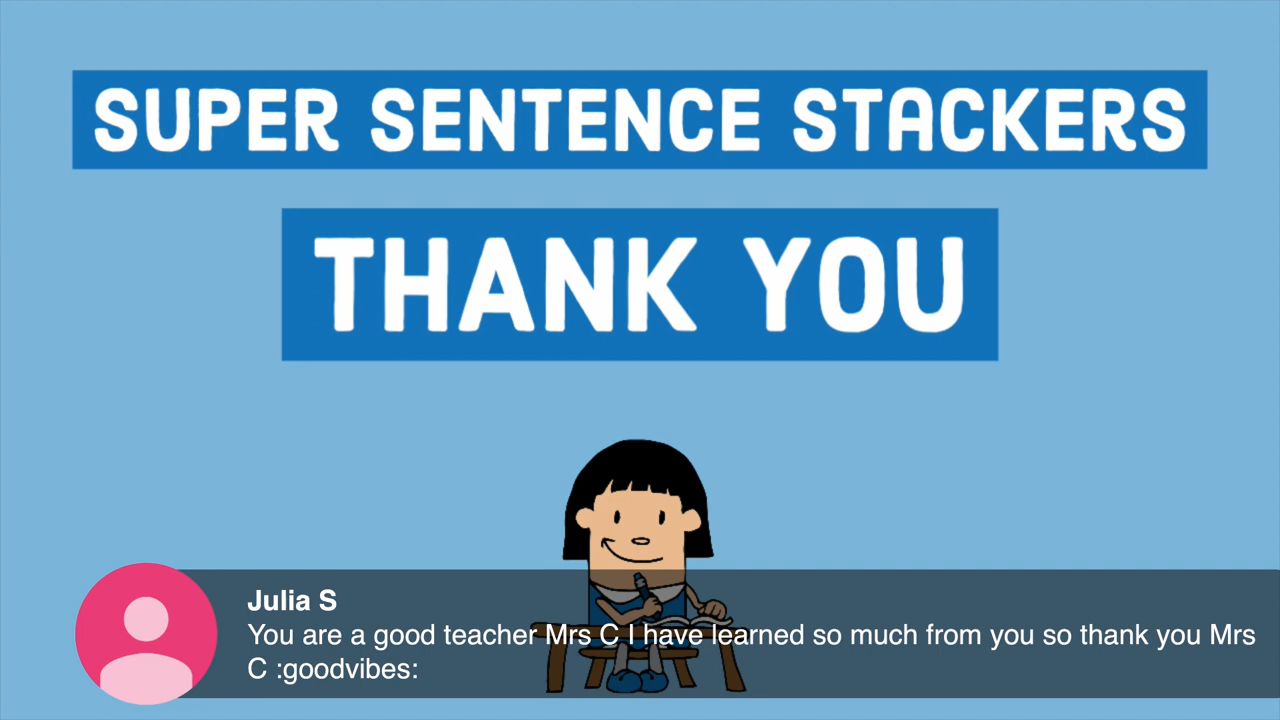 SUPER SENTENCE STACKERS
THANK YOU
Julia S
You are a good teacher Mrs C I have learned so much from you so thank you Mrs
C :goodvibes: